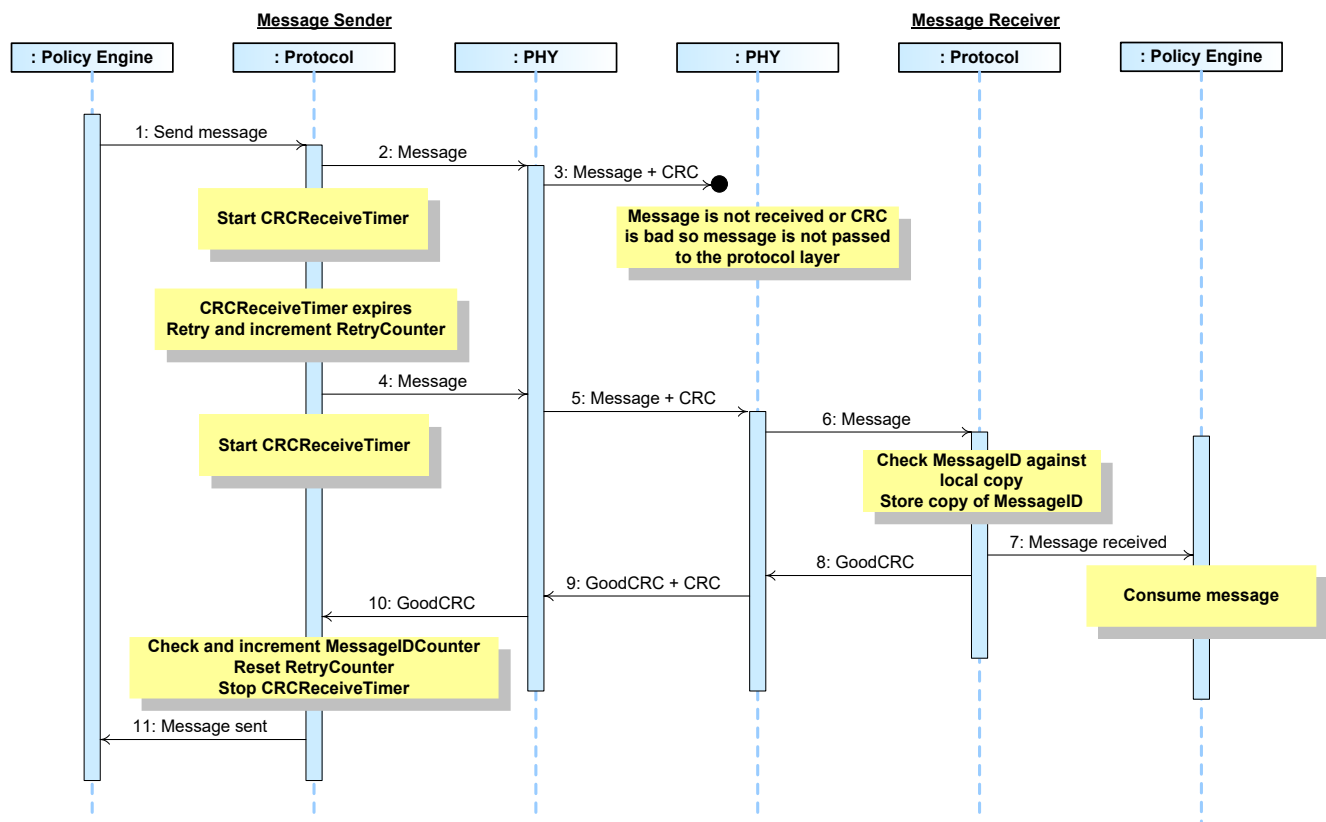 Message Sender
Message Receiver
: Policy Engine
: Protocol
: PHY
: PHY
: Protocol
: Policy Engine
1: Send message
2: Message
3: Message + CRC
Start CRCReceiveTimer
Message is not received or CRC
is bad so message is not passed
to the protocol layer
CRCReceiveTimer expires
Retry and increment RetryCounter
4: Message
5: Message + CRC
6: Message
Start CRCReceiveTimer
Check MessageID against
local copy
Store copy of MessageID
7: Message received
8: GoodCRC
9: GoodCRC + CRC
Consume message
10: GoodCRC
Check and increment MessageIDCounter
Reset RetryCounter
Stop CRCReceiveTimer
11: Message sent